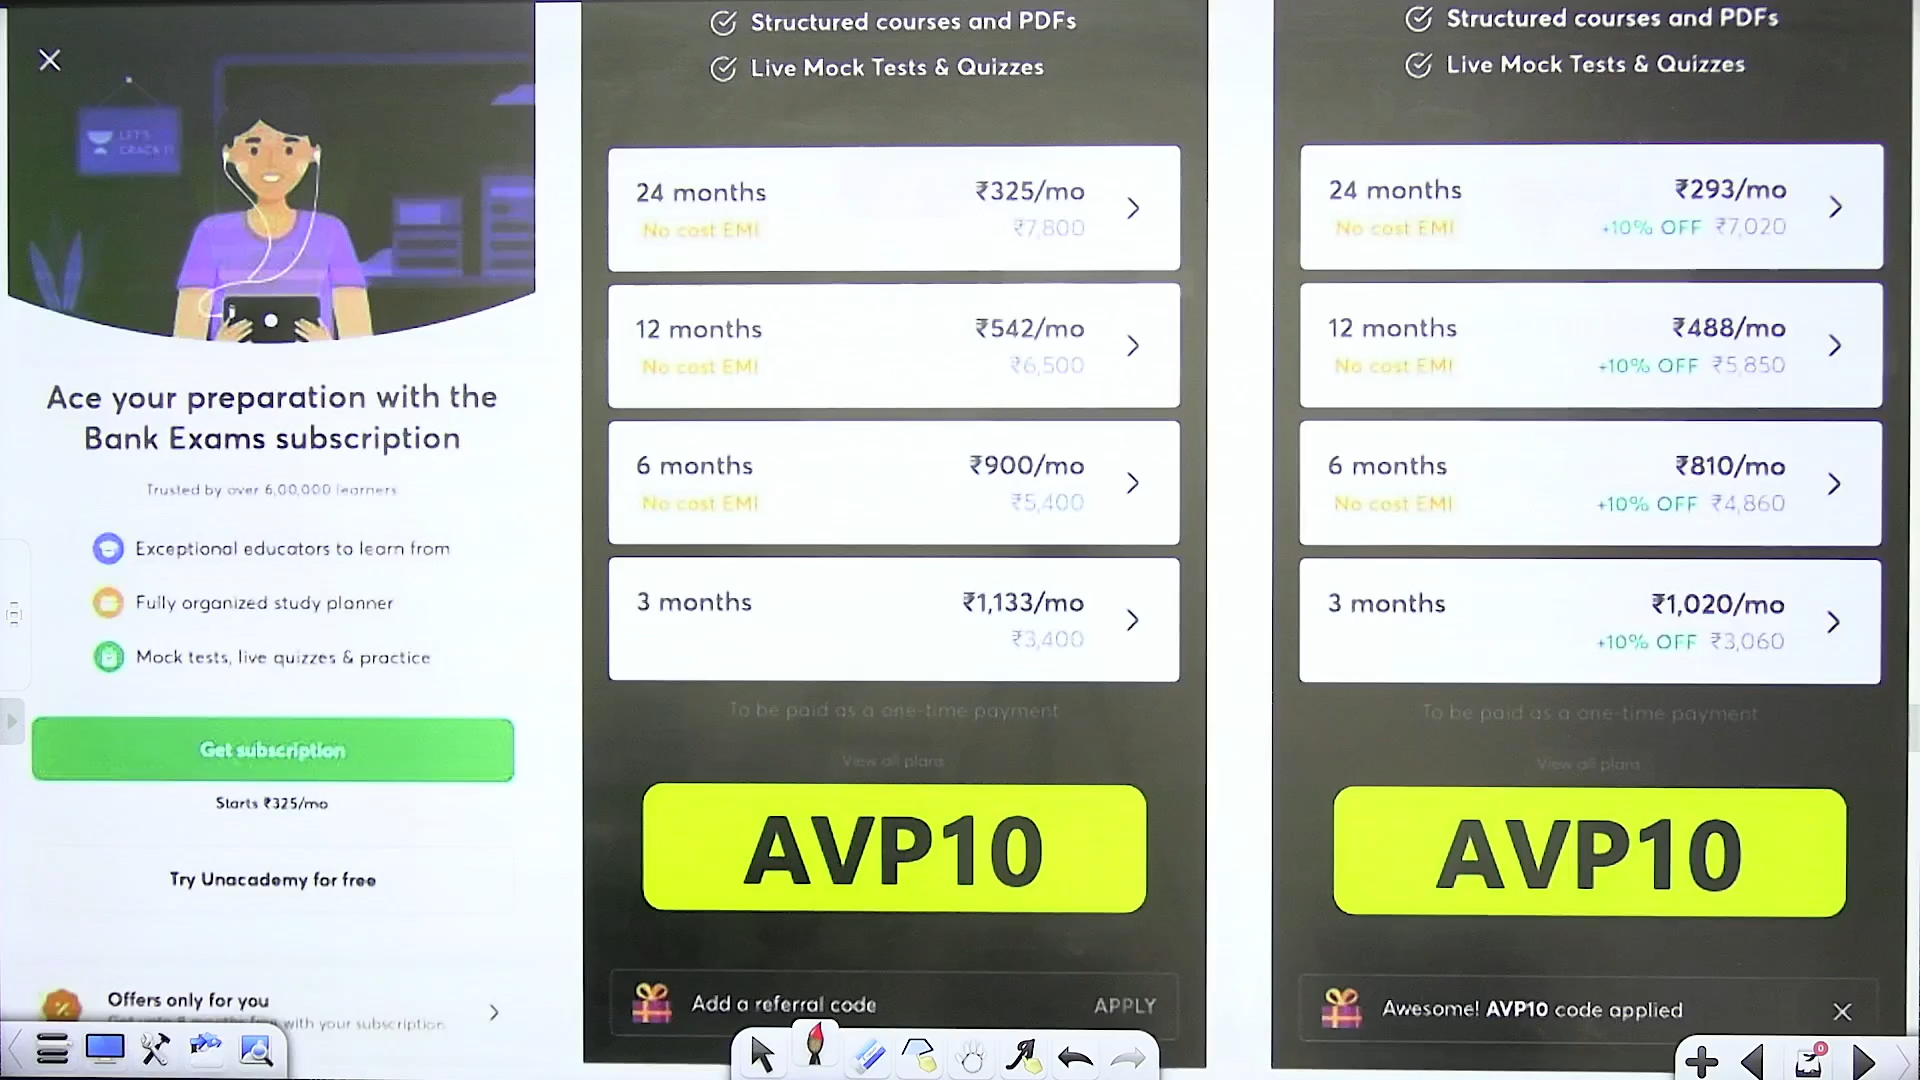 LET'S
CRACK IT
Ace your preparation with the
Bank Exams subscription
Trusted by over 6,00,000 learners
Exceptional educators to learn from
Fully organized study planner
Mock tests, live quizzes & practice
Get subscription
Starts ₹325/mo
Try Unacademy for free
Offers only for you
with your subscription
Structured courses and PDFs
Live Mock Tests & Quizzes
24 months ₹325/mo
No cost EMI ₹7,800
12 months ₹542/mo
No cost EMI ₹6,500
6 months ₹900/mo
No cost EMI ₹5,400
3 months ₹1,133/mo
₹3,400
To be paid as a one-time payment
View all plans
AVP10
Add a referral code APPLY
Structured courses and PDFs
Live Mock Tests & Quizzes
24 months ₹293/mo
No cost EMI +10% OFF ₹7,020
12 months ₹488/mo
No cost EMI +10% OFF ₹5,850
6 months ₹810/mo
No cost EMI +10% OFF ₹4,860
3 months ₹1,020/mo
+10% OFF ₹3,060
To be paid as a one-time payment
View all plans
AVP10
Awesome! AVP10 code applied
0